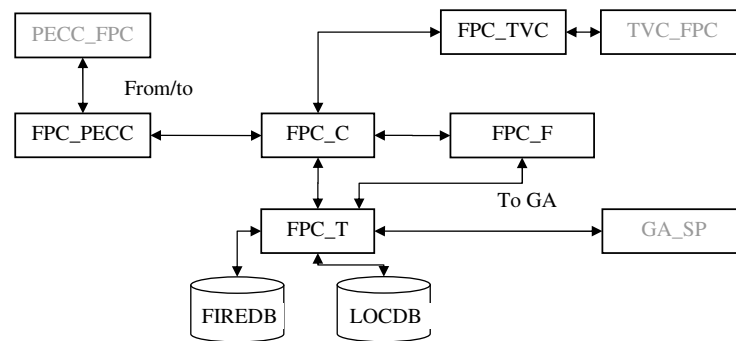 FPC_TVC
TVC_FPC
PECC_FPC
From/to
FPC_PECC
FPC_C
FPC_F
To GA
FPC_T
GA_SP
FIREDB
LOCDB